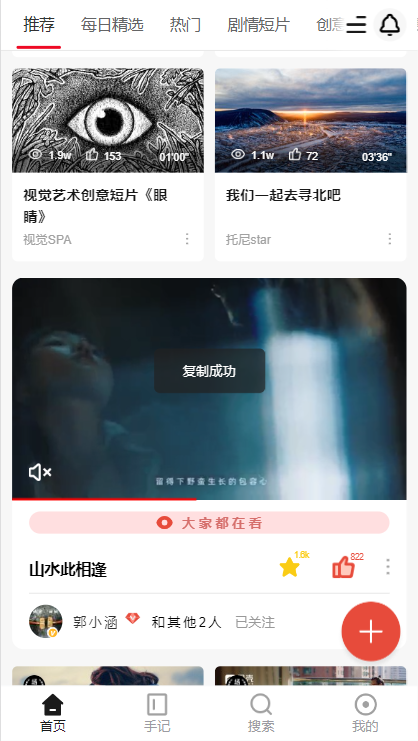 推荐 每日精选 热门 剧情短片
1.9w 153 01'00"
1.1w 72 03'36"
视觉艺术创意短片《眼
睛》
视觉SPA
我们一起去寻北吧
托尼star
复制成功
留得下野蛮生长的包容心
大家都在看
山水此相逢
1.6k
822
郭小涵 和其他2人 已关注
首页 手记 搜索 我的